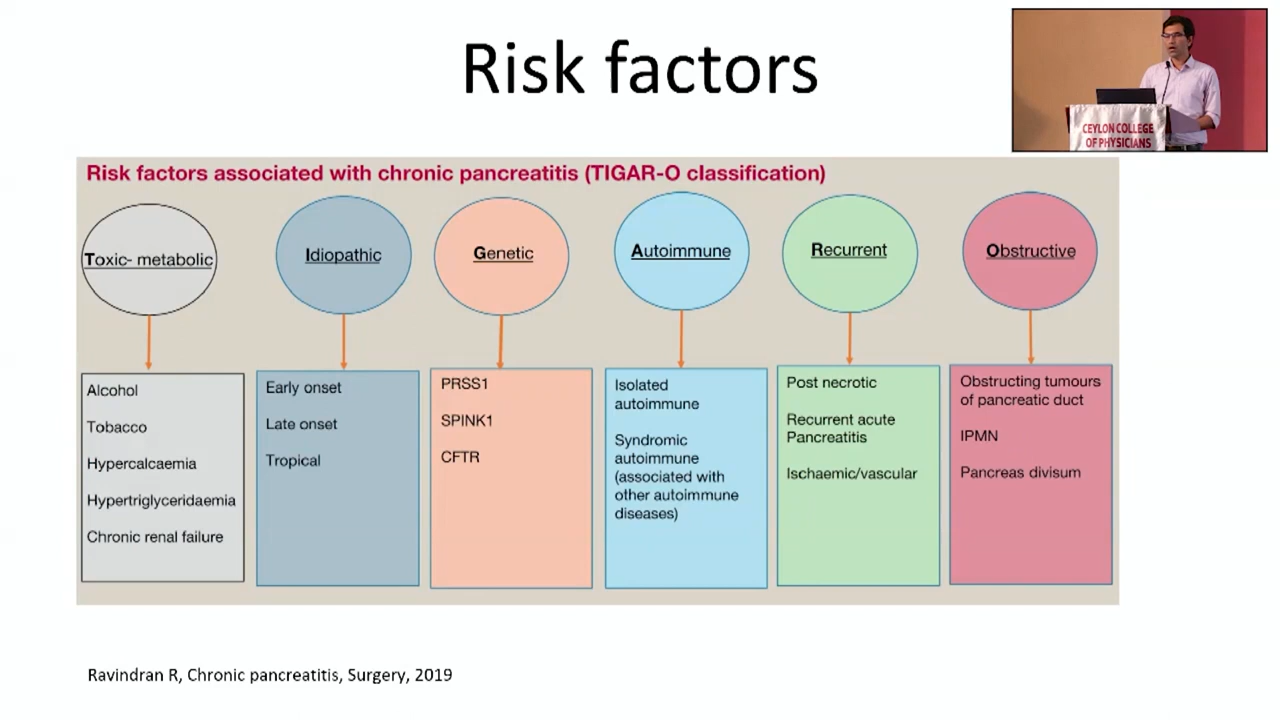 Risk factors
CEYLON COLLEGE
OF PHYSICIANS
Risk factors associated with chronic pancreatitis (TIGAR-O classification)
Toxic- metabolic
Idiopathic
Genetic
Autoimmune
Recurrent
Obstructive
Alcohol
Tobacco
Hypercalcaemia
Hypertriglyceridaemia
Chronic renal failure
Early onset
Late onset
Tropical
PRSS1
SPINK1
CFTR
Isolated
autoimmune
Syndromic
autoimmune
(associated with
other autoimmune
diseases)
Post necrotic
Recurrent acute
Pancreatitis
Ischaemic/vascular
Obstructing tumours
of pancreatic duct
IPMN
Pancreas divisum
Ravindran R, Chronic pancreatitis, Surgery, 2019